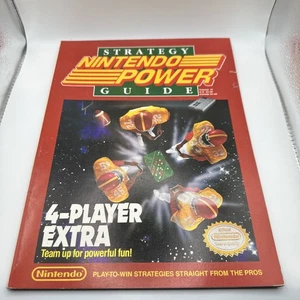 STRATEGY
NINTENDO
POWER
GUIDE
4-PLAYER
EXTRA
Team up for powerful fun!
Nintendo
PLAY-TO-WIN STRATEGIES STRAIGHT FROM THE PROS